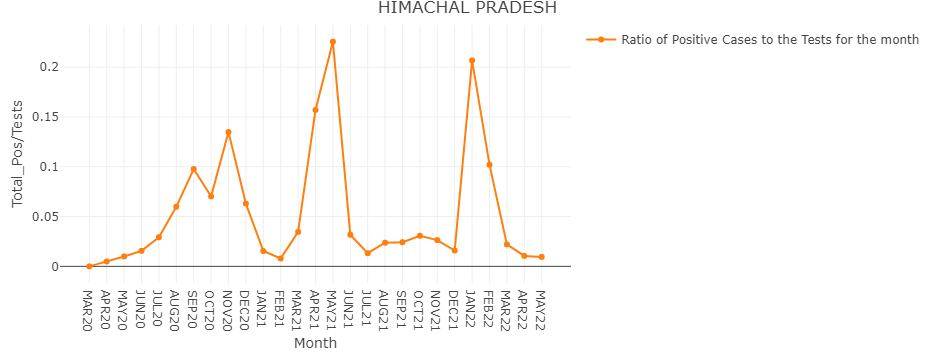 HIMACHAL PRADESH
Ratio of Positive Cases to the Tests for the month
Total_Pos/Tests
0.2
0.15
0.1
0.05
0
MAR20
APR20
MAY20
JUN20
JUL20
AUG20
SEP20
OCT20
NOV20
DEC20
JAN21
FEB21
MAR21
APR21
MAY21
JUN21
JUL21
AUG21
SEP21
OCT21
NOV21
DEC21
JAN22
FEB22
MAR22
APR22
MAY22
Month